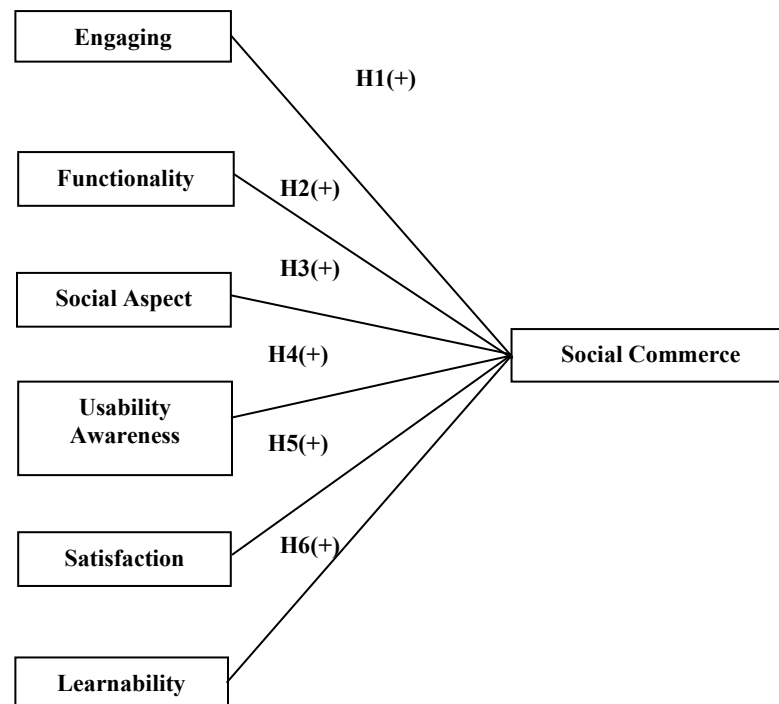 Engaging
H1(+)
Functionality
H2(+)
H3(+)
Social Aspect
H4(+)
Social Commerce
Usability
Awareness
H5(+)
Satisfaction
H6(+)
Learnability